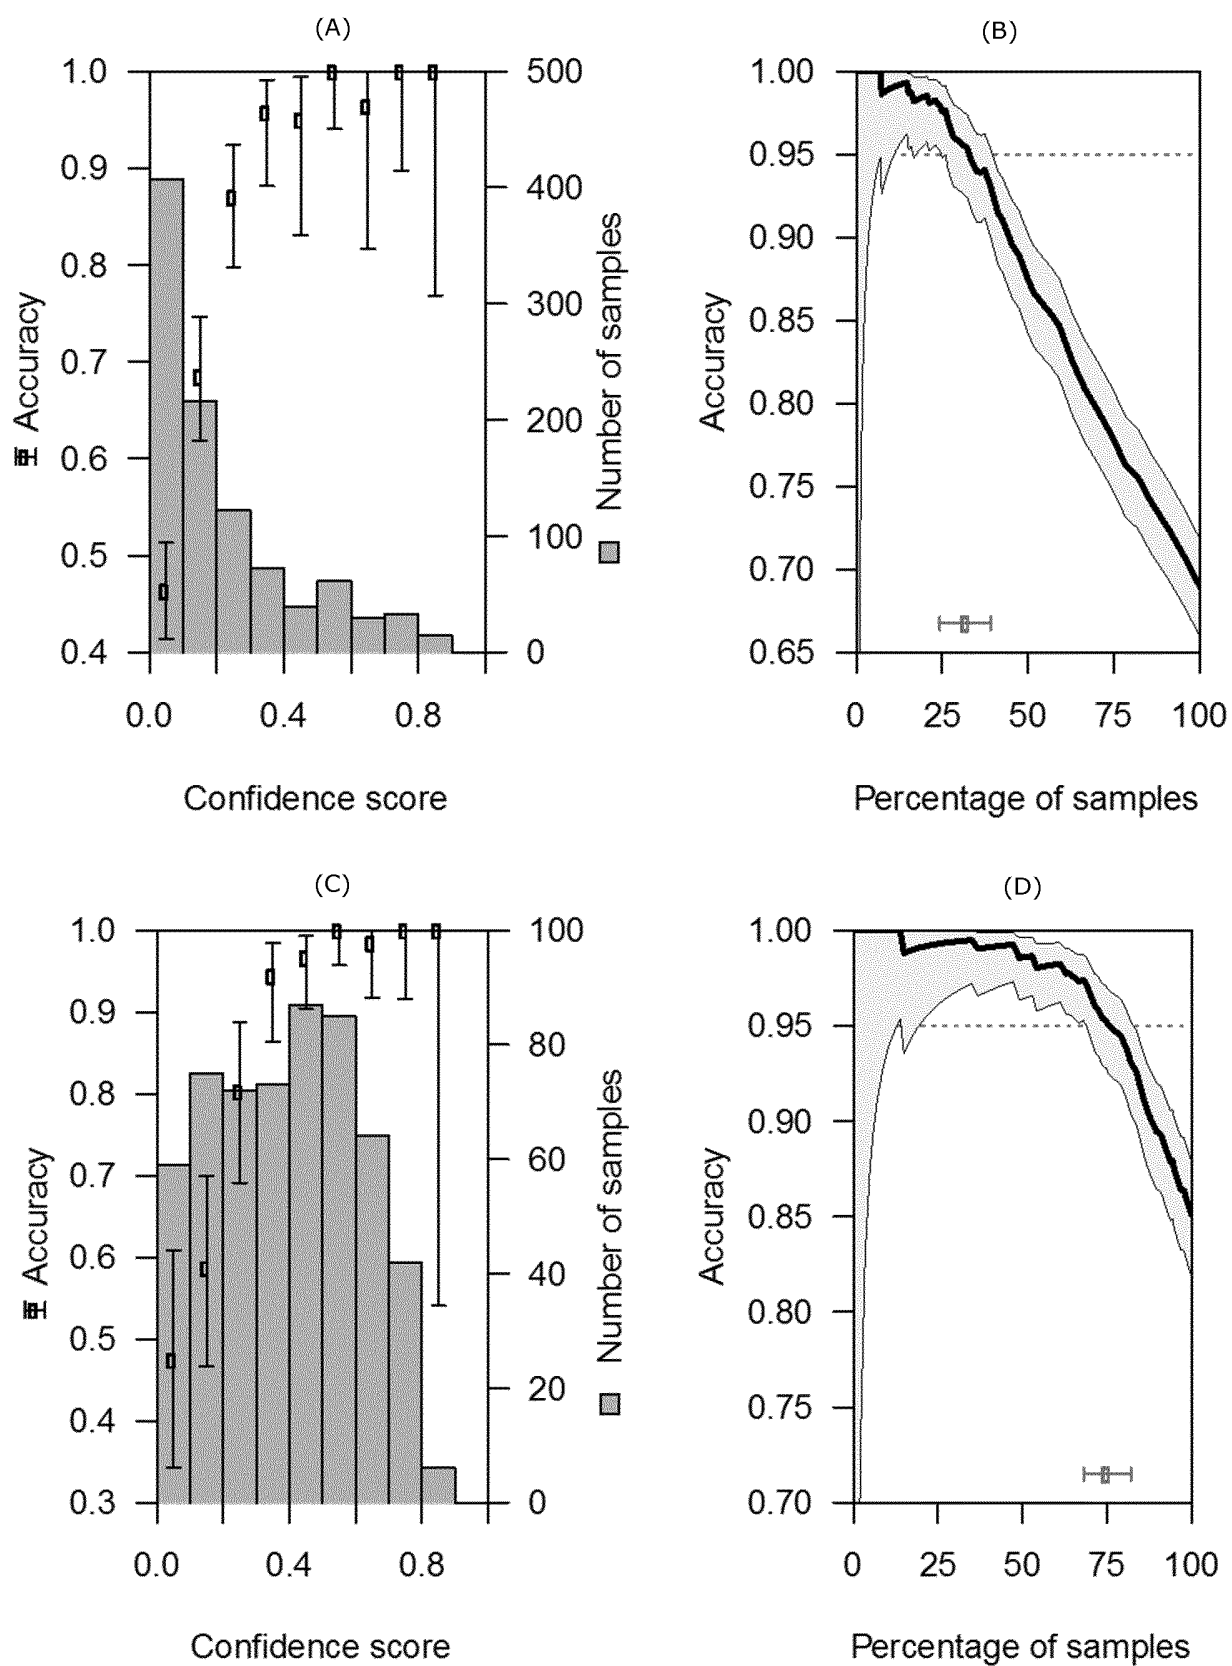 (A)
1.0
0.9
0.8
0.7
0.6
0.5
0.4
Accuracy
500
400
300
200
100
0
Number of samples
0.0 0.4 0.8
Confidence score
(B)
1.00
0.95
0.90
0.85
0.80
0.75
0.70
0.65
Accuracy
0 25 50 75 100
Percentage of samples
(C)
1.0
0.9
0.8
0.7
0.6
0.5
0.4
0.3
Accuracy
100
80
60
40
20
0
Number of samples
0.0 0.4 0.8
Confidence score
(D)
1.00
0.95
0.90
0.85
0.80
0.75
0.70
Accuracy
0 25 50 75 100
Percentage of samples